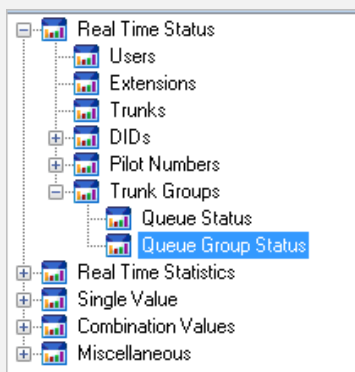 Real Time Status
Users
Extensions
Trunks
DIDs
Pilot Numbers
Trunk Groups
Queue Status
Queue Group Status
Real Time Statistics
Single Value
Combination Values
Miscellaneous